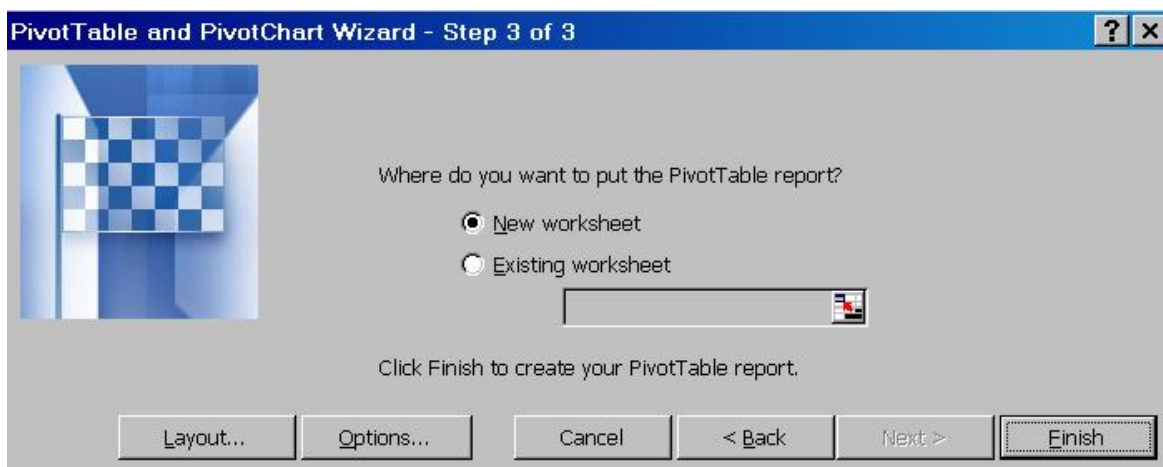 PivotTable and PivotChart Wizard - Step 3 of 3
Where do you want to put the PivotTable report?
New worksheet
Existing worksheet
Click Finish to create your PivotTable report.
Layout... Options... Cancel < Back Next > Finish